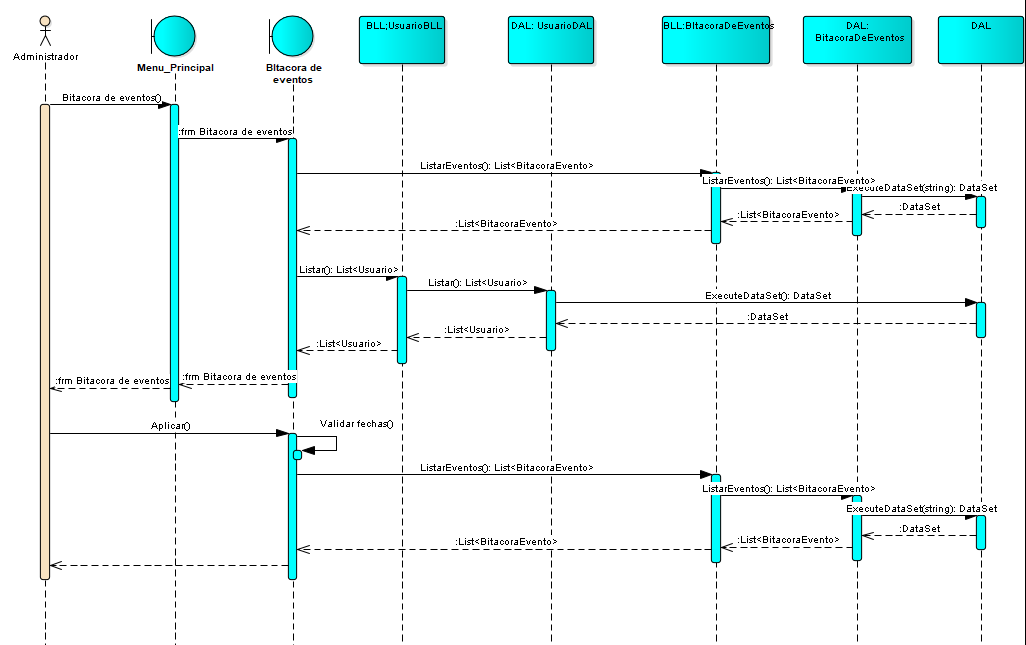 Administrador
Menu_Principal
BItacora de
eventos
BLL;UsuarioBLL
DAL: UsuarioDAL
BLL:BItacoraDeEventos
DAL:
BitacoraDeEventos
DAL
Bitacora de eventos()
:frm Bitacora de eventos
ListarEventos(): List<BitacoraEvento>
ListarEventos(): List<BitacoraEvento>
ExecuteDataSet(string): DataSet
:DataSet
:List<BitacoraEvento>
:List<BitacoraEvento>
Listar(): List<Usuario>
Listar(): List<Usuario>
ExecuteDataSet(): DataSet
:DataSet
:List<Usuario>
:List<Usuario>
:frm Bitacora de eventos
:frm Bitacora de eventos
Aplicar()
Validar fechas()
ListarEventos(): List<BitacoraEvento>
ListarEventos(): List<BitacoraEvento>
ExecuteDataSet(string): DataSet
:DataSet
:List<BitacoraEvento>
:List<BitacoraEvento>